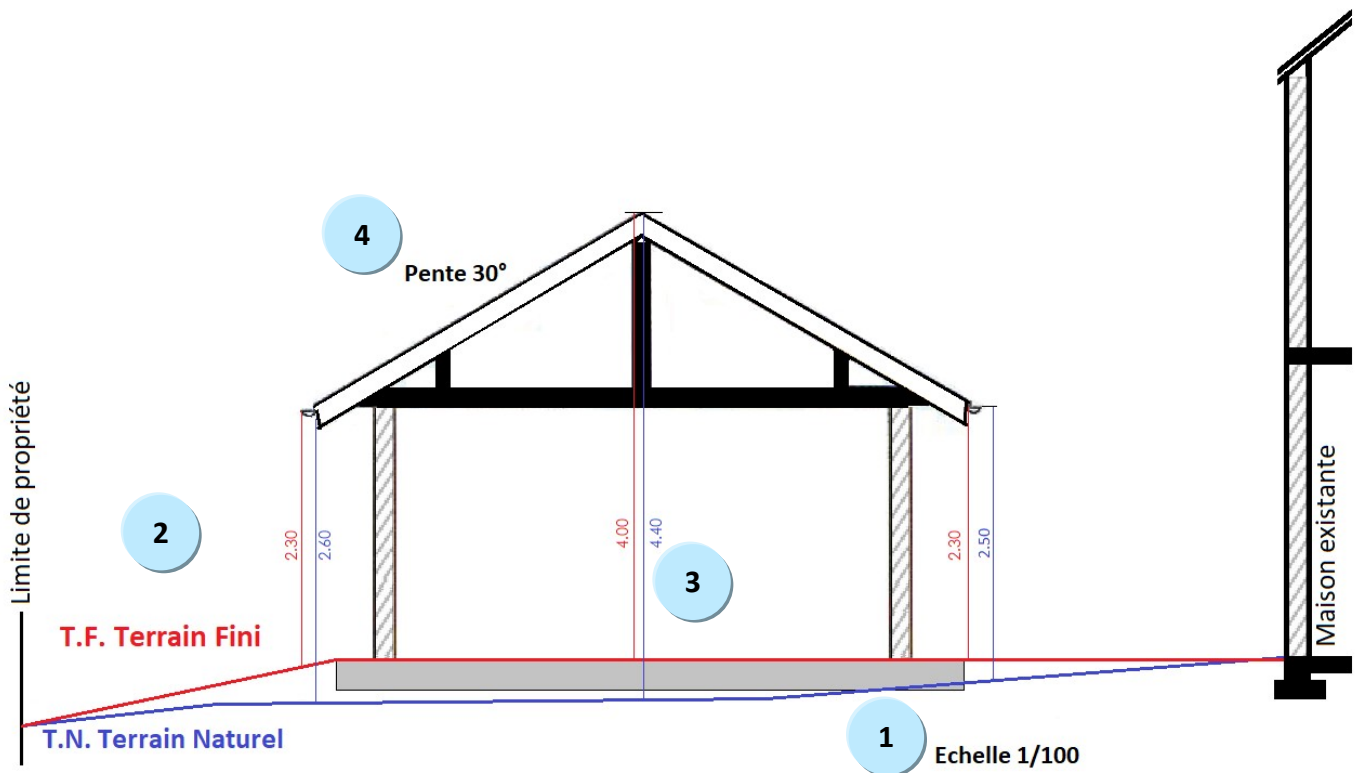 4
Pente 30°
Limite de propriété
2
2.30
2.60
4.00
4.40
3
2.30
2.50
Maison existante
T.F. Terrain Fini
T.N. Terrain Naturel
1
Echelle 1/100